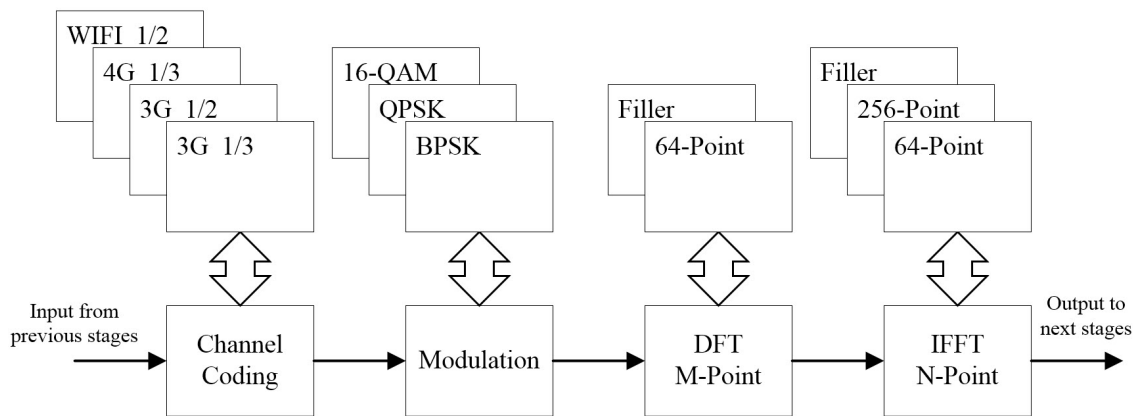 WIFI 1/2
4G 1/3
3G 1/2
3G 1/3
16-QAM
QPSK
BPSK
Filler
64-Point
Filler
256-Point
64-Point
Input from
previous stages
Channel
Coding
Modulation
DFT
M-Point
IFFT
N-Point
Output to
next stages